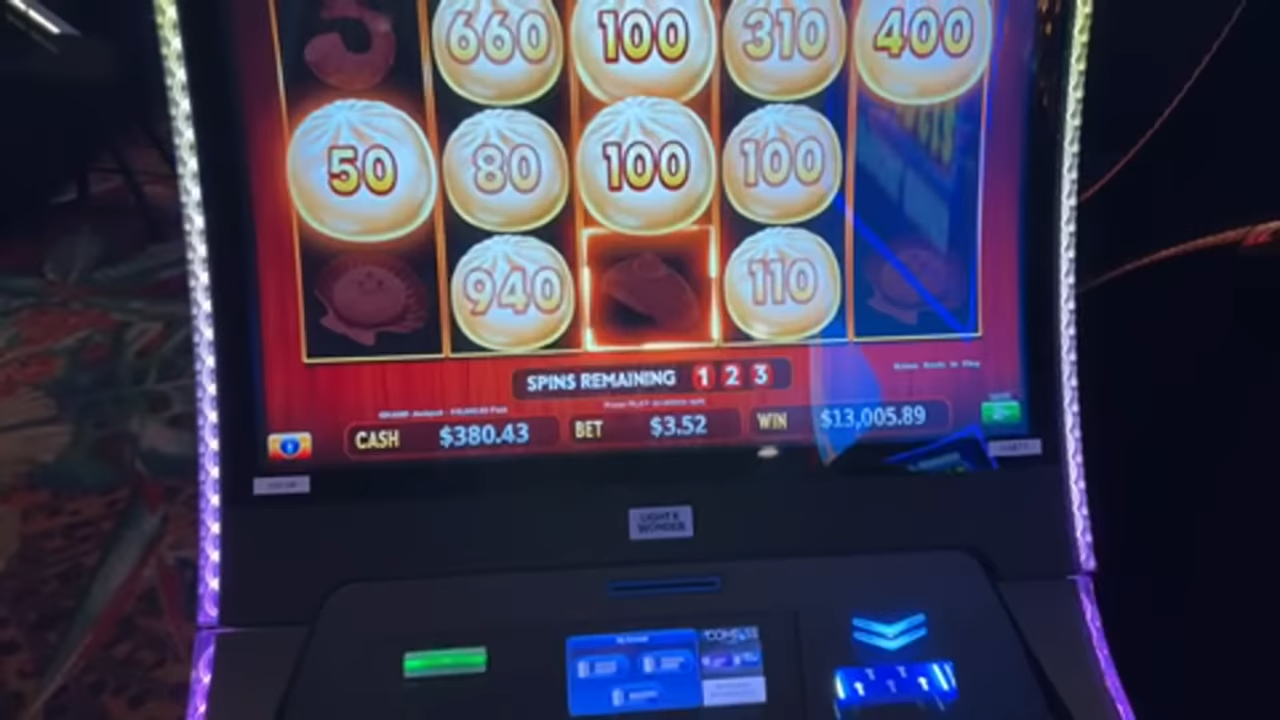 660 100 310 400
50 80 100 100
940 110
SPINS REMAINING 1 2 3
CASH $380.43 BET $3.52 WIN $13,005.89
LIGHT &
WONDER